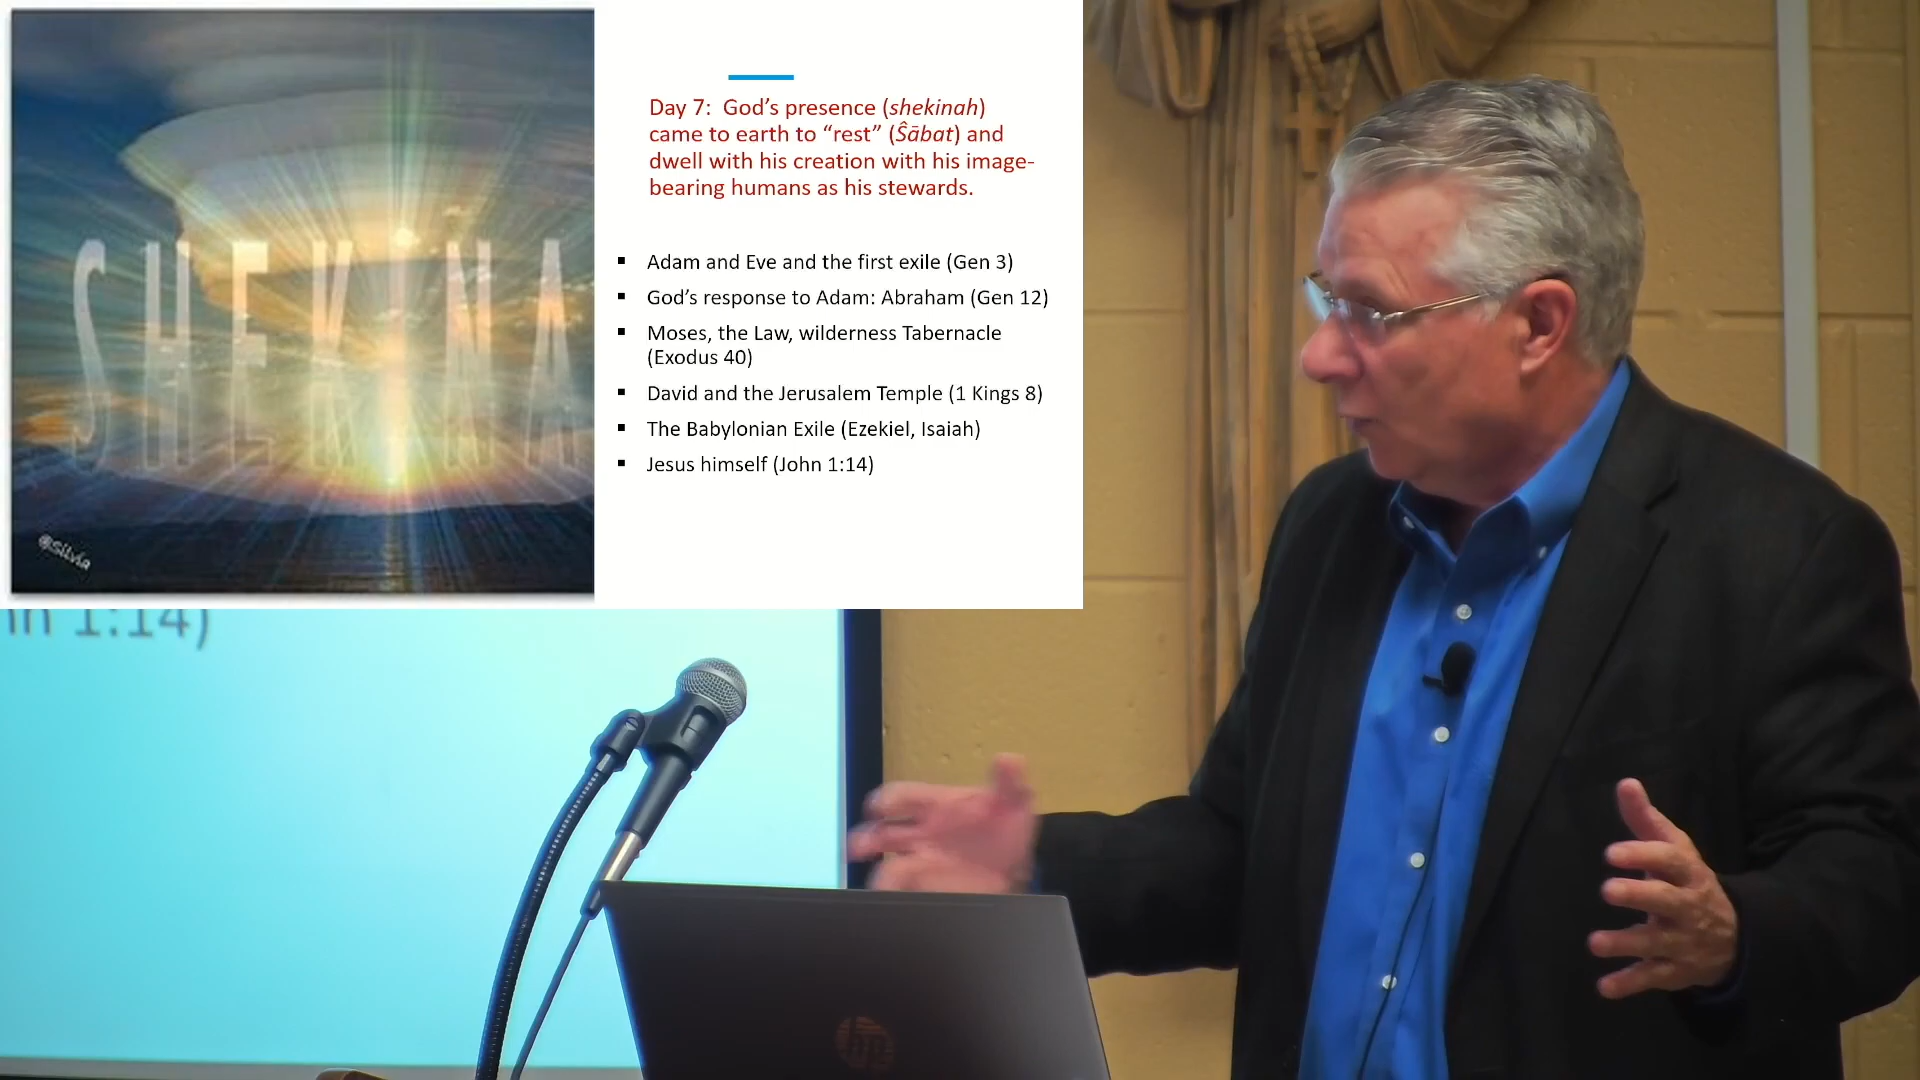 SHEKINA
@Silvia
Day 7: God’s presence (shekinah)
came to earth to “rest” (Ŝābat) and
dwell with his creation with his image-
bearing humans as his stewards.
▪ Adam and Eve and the first exile (Gen 3)
▪ God’s response to Adam: Abraham (Gen 12)
▪ Moses, the Law, wilderness Tabernacle
(Exodus 40)
▪ David and the Jerusalem Temple (1 Kings 8)
▪ The Babylonian Exile (Ezekiel, Isaiah)
▪ Jesus himself (John 1:14)
hn 1:14)
hp